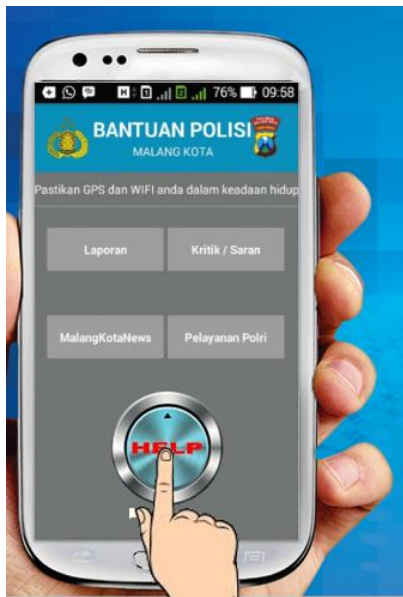 H 76% 09:58
BANTUAN POLISI
MALANG KOTA
Pastikan GPS dan WIFI anda dalam keadaan hidup
Laporan
Kritik / Saran
MalangKotaNews
Pelayanan Polri
HELP